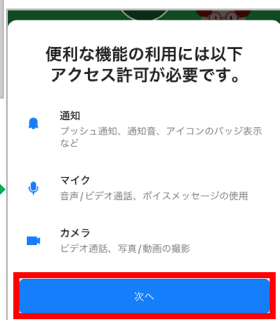 便利な機能の利用には以下
アクセス許可が必要です。
通知
プッシュ通知、通知音、アイコンのバッジ表示
など
マイク
音声/ビデオ通話、ボイスメッセージの使用
カメラ
ビデオ通話、写真/動画の撮影
次へ